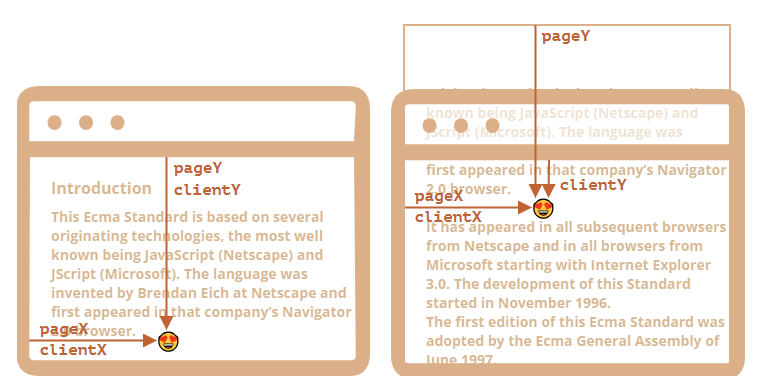 pageY
clientY
Introduction
This Ecma Standard is based on several
originating technologies, the most well
known being JavaScript (Netscape) and
JScript (Microsoft). The language was
invented by Brendan Eich at Netscape and
first appeared in that company's Navigator
2.0 browser.
pageX
clientX
pageY
known being JavaScript (Netscape) and
JScript (Microsoft). The language was
first appeared in that company's Navigator
2.0 browser.
clientY
pageX
clientX
It has appeared in all subsequent browsers
from Netscape and in all browsers from
Microsoft starting with Internet Explorer
3.0. The development of this Standard
started in November 1996.
The first edition of this Ecma Standard was
adopted by the Ecma General Assembly of
June 1997.